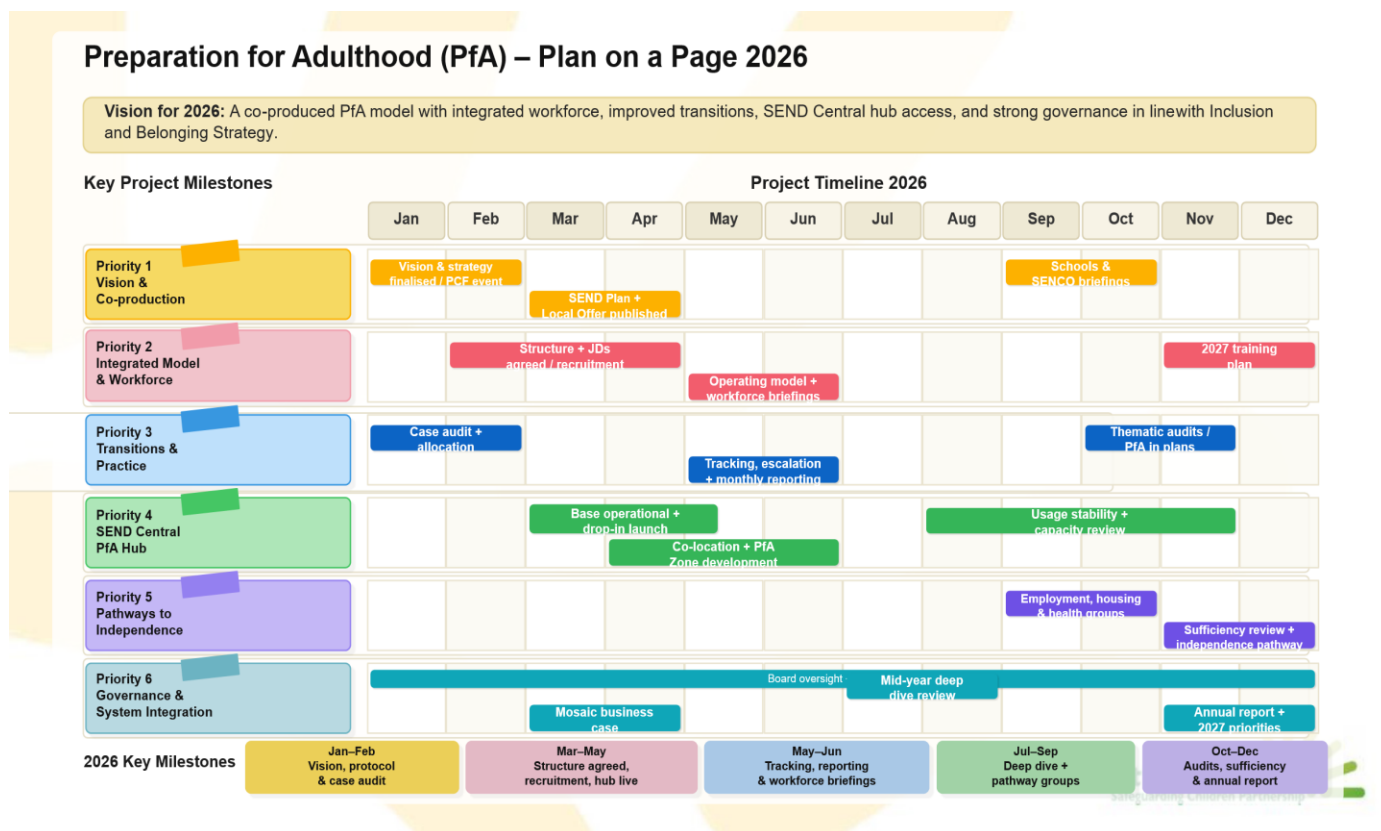 Preparation for Adulthood (PfA) – Plan on a Page 2026
Vision for 2026: A co-produced PfA model with integrated workforce, improved transitions, SEND Central hub access, and strong governance in linewith Inclusion
and Belonging Strategy.
Key Project Milestones
Project Timeline 2026
Jan
Feb
Mar
Apr
May
Jun
Jul
Aug
Sep
Oct
Nov
Dec
Priority 1
Vision &
Co-production
Vision & strategy
finalised / PCF event
SEND Plan +
Local Offer published
Schools &
SENCO briefings
Priority 2
Integrated Model
& Workforce
Structure + JDs
agreed / recruitment
Operating model +
workforce briefings
2027 training
plan
Priority 3
Transitions &
Practice
Case audit +
allocation
Tracking, escalation
+ monthly reporting
Thematic audits /
PfA in plans
Priority 4
SEND Central
PfA Hub
Base operational +
drop-in launch
Co-location + PfA
Zone development
Usage stability +
capacity review
Priority 5
Pathways to
Independence
Employment, housing
& health groups
Sufficiency review +
independence pathway
Priority 6
Governance &
System Integration
Board oversight
Mid-year deep
dive review
Mosaic business
case
Annual report +
2027 priorities
2026 Key Milestones
Jan–Feb
Vision, protocol
& case audit
Mar–May
Structure agreed,
recruitment, hub live
May–Jun
Tracking, reporting
& workforce briefings
Jul–Sep
Deep dive +
pathway groups
Oct–Dec
Audits, sufficiency
& annual report
Safeguarding Children Partnership